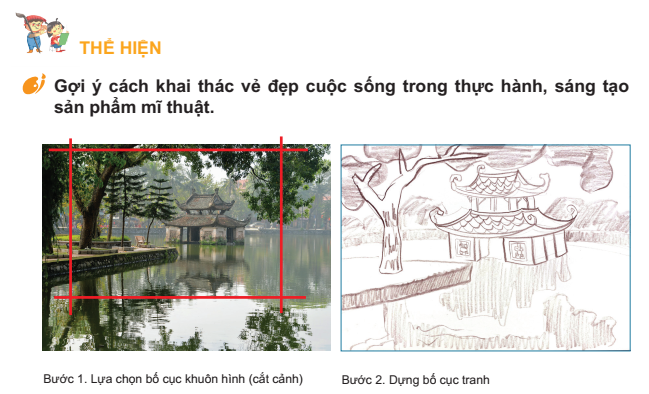 THỂ HIỆN
Gợi ý cách khai thác vẻ đẹp cuộc sống trong thực hành, sáng tạo
sản phẩm mĩ thuật.
Bước 1. Lựa chọn bố cục khuôn hình (cắt cảnh)
Bước 2. Dựng bố cục tranh